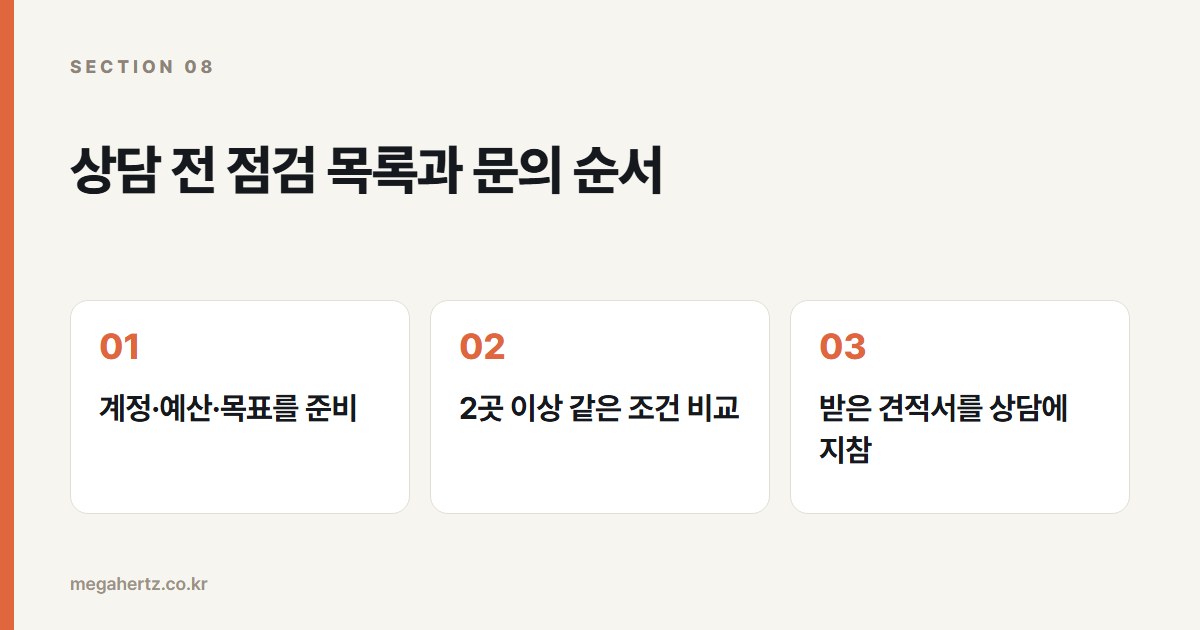 SECTION 08
상담 전 점검 목록과 문의 순서
01
계정·예산·목표를 준비
02
2곳 이상 같은 조건 비교
03
받은 견적서를 상담에
지참
megahertz.co.kr